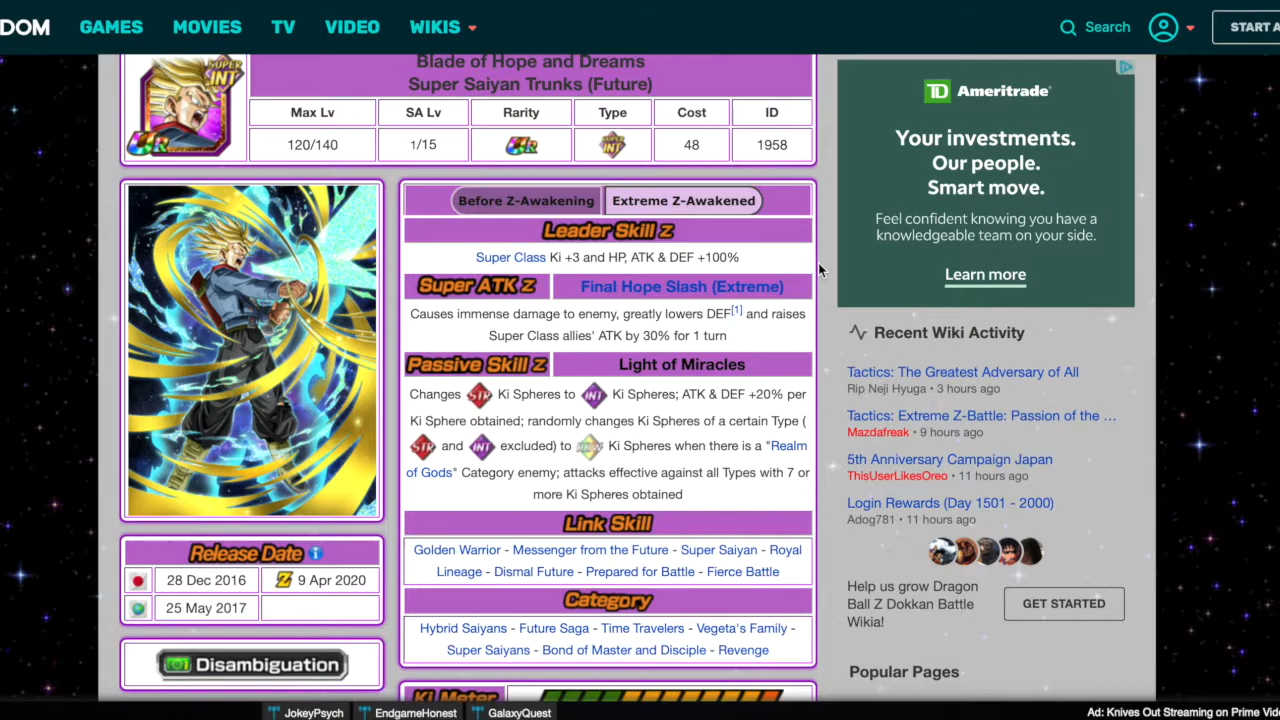 DOM GAMES MOVIES TV VIDEO WIKIS Search START A
Blade of Hope and Dreams
Super Saiyan Trunks (Future)
SUPER INT
UR
Max Lv SA Lv Rarity Type Cost ID
120/140 1/15 UR SUPER INT 48 1958
Before Z-Awakening Extreme Z-Awakened
Leader Skill Z
Super Class Ki +3 and HP, ATK & DEF +100%
Super ATK Z Final Hope Slash (Extreme)
Causes immense damage to enemy, greatly lowers DEF[1] and raises
Super Class allies' ATK by 30% for 1 turn
Passive Skill Z Light of Miracles
Changes STR Ki Spheres to INT Ki Spheres; ATK & DEF +20% per
Ki Sphere obtained; randomly changes Ki Spheres of a certain Type (
STR and INT excluded) to Ki Spheres when there is a "Realm
of Gods" Category enemy; attacks effective against all Types with 7 or
more Ki Spheres obtained
Link Skill
Golden Warrior - Messenger from the Future - Super Saiyan - Royal
Lineage - Dismal Future - Prepared for Battle - Fierce Battle
Category
Hybrid Saiyans - Future Saga - Time Travelers - Vegeta's Family -
Super Saiyans - Bond of Master and Disciple - Revenge
Ki Meter
Release Date i
28 Dec 2016 Z 9 Apr 2020
25 May 2017
Disambiguation
TD Ameritrade
Your investments.
Our people.
Smart move.
Feel confident knowing you have a
knowledgeable team on your side.
Learn more
Recent Wiki Activity
Tactics: The Greatest Adversary of All
Rip Neji Hyuga • 3 hours ago
Tactics: Extreme Z-Battle: Passion of the ...
Mazdafreak • 9 hours ago
5th Anniversary Campaign Japan
ThisUserLikesOreo • 11 hours ago
Login Rewards (Day 1501 - 2000)
Adog781 • 11 hours ago
Help us grow Dragon
Ball Z Dokkan Battle
Wikia!
GET STARTED
Popular Pages
JokeyPsych EndgameHonest GalaxyQuest Ad: Knives Out Streaming on Prime Vide